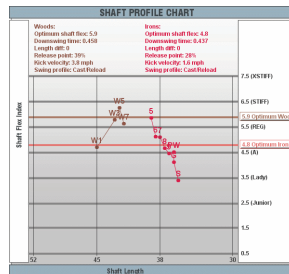 SHAFT PROFILE CHART
Woods:
Optimum shaft flex: 5.9
Downswing time: 0.458
Length diff: 0
Release point: 39%
Kick velocity: 3.8 mph
Swing profile: Cast/Reload
Irons:
Optimum shaft flex: 4.8
Downswing time: 0.437
Length diff: 0
Release point: 28%
Kick velocity: 1.6 mph
Swing profile: Cast/Reload
7.5 (XSTIFF)
6.5 (STIFF)
5.9 Optimum Woo
5.5 (REG)
4.8 Optimum Iron
4.5 (A)
3.5 (Lady)
2.5 (Junior)
1.5
0.5
Shaft Flex Index
W1
W3
W5
W7
5
6
7
8
PW
G
S
52
45
38
30
Shaft Length